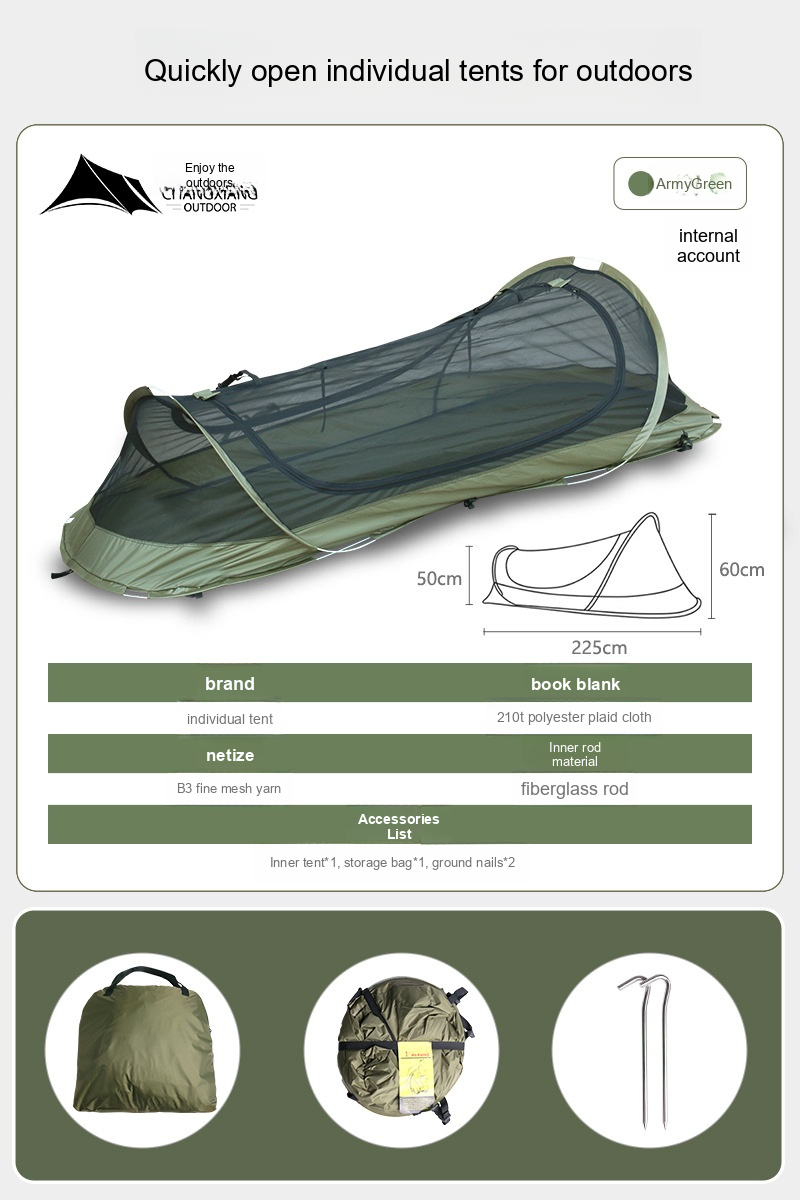 Quickly open individual tents for outdoors
Enjoy the
outdoors
CHANGXIANG
OUTDOOR
ArmyGreen
internal
account
50cm
60cm
225cm
brand
book blank
individual tent
210t polyester plaid cloth
netize
Inner rod
material
B3 fine mesh yarn
fiberglass rod
Accessories
List
Inner tent*1, storage bag*1, ground nails*2